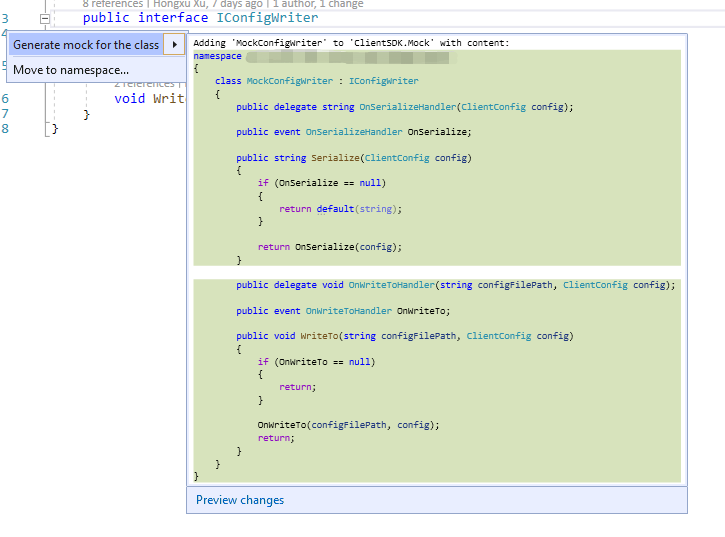 8 references | Hongxu Xu, 7 days ago | 1 author, 1 change
3 public interface IConfigWriter
4
Generate mock for the class
Move to namespace...
5
2 references |
6 void Write
7 }
8 }
Adding 'MockConfigWriter' to 'ClientSDK.Mock' with content:
namespace
{
class MockConfigWriter : IConfigWriter
{
public delegate string OnSerializeHandler(ClientConfig config);
public event OnSerializeHandler OnSerialize;
public string Serialize(ClientConfig config)
{
if (OnSerialize == null)
{
return default(string);
}
return OnSerialize(config);
}
public delegate void OnWriteToHandler(string configFilePath, ClientConfig config);
public event OnWriteToHandler OnWriteTo;
public void WriteTo(string configFilePath, ClientConfig config)
{
if (OnWriteTo == null)
{
return;
}
OnWriteTo(configFilePath, config);
return;
}
}
}
Preview changes